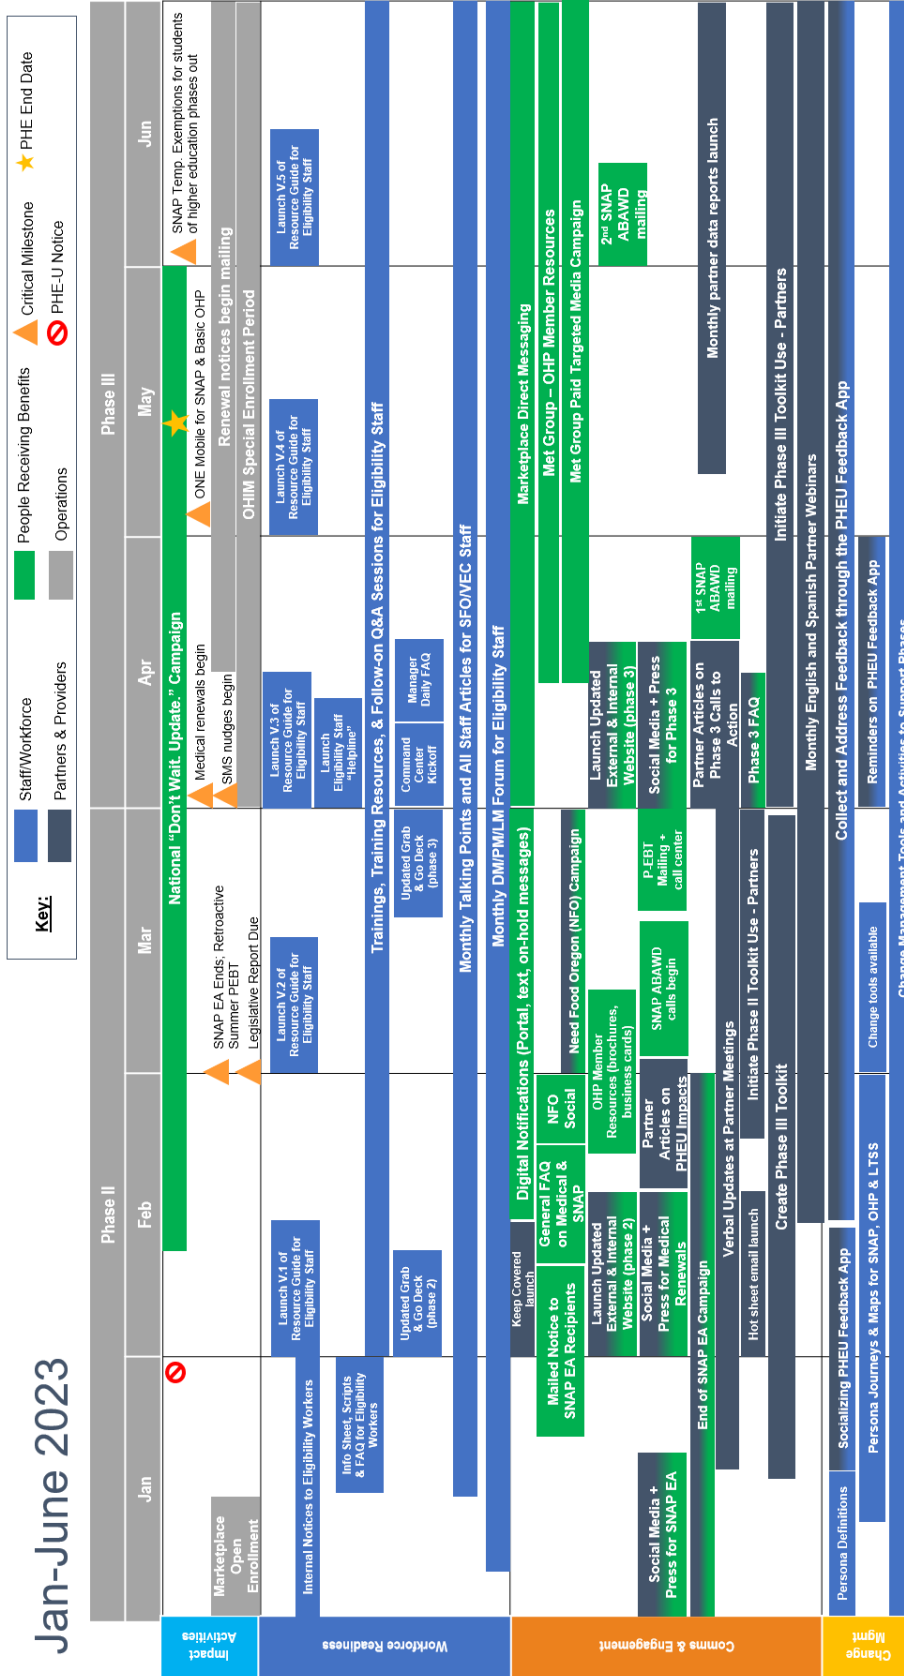 Jan-June 2023
Key:
Staff/Workforce
People Receiving Benefits
Critical Milestone
PHE End Date
Partners & Providers
Operations
PHE-U Notice
Phase II
Phase III
Jan
Feb
Mar
Apr
May
Jun
Impact
Activities
National "Don't Wait. Update." Campaign
Marketplace
Open
Enrollment
SNAP EA Ends; Retroactive
Summer PEBT
Legislative Report Due
Medical renewals begin
SMS nudges begin
ONE Mobile for SNAP & Basic OHP
SNAP Temp. Exemptions for students
of higher education phases out
Renewal notices begin mailing
OHIM Special Enrollment Period
Workforce Readiness
Internal Notices to Eligibility Workers
Launch V.1 of
Resource Guide for
Eligibility Staff
Launch V.2 of
Resource Guide for
Eligibility Staff
Launch V.3 of
Resource Guide for
Eligibility Staff
Launch V.4 of
Resource Guide for
Eligibility Staff
Launch V.5 of
Resource Guide for
Eligibility Staff
Launch
Eligibility Staff
"Helpline"
Info Sheet, Scripts
& FAQ for Eligibility
Workers
Trainings, Training Resources, & Follow-on Q&A Sessions for Eligibility Staff
Updated Grab
& Go Deck
(phase 2)
Updated Grab
& Go Deck
(phase 3)
Command
Center
Kickoff
Manager
Daily FAQ
Monthly Talking Points and All Staff Articles for SFO/VEC Staff
Monthly DM/PM/LM Forum for Eligibility Staff
Comms & Engagement
Keep Covered
launch
Digital Notifications (Portal, text, on-hold messages)
Marketplace Direct Messaging
Mailed Notice to
SNAP EA Recipients
General FAQ
on Medical &
SNAP
NFO
Social
Need Food Oregon (NFO) Campaign
Met Group – OHP Member Resources
Met Group Paid Targeted Media Campaign
Launch Updated
External & Internal
Website (phase 2)
OHP Member
Resources (brochures,
business cards)
Launch Updated
External & Internal
Website (phase 3)
2nd SNAP
ABAWD
mailing
Social Media +
Press for SNAP EA
Social Media +
Press for Medical
Renewals
Partner
Articles on
PHEU Impacts
SNAP ABAWD
calls begin
P-EBT
Mailing +
call center
Social Media + Press
for Phase 3
End of SNAP EA Campaign
Verbal Updates at Partner Meetings
Partner Articles on
Phase 3 Calls to
Action
1st SNAP
ABAWD
mailing
Monthly partner data reports launch
Hot sheet email launch
Initiate Phase II Toolkit Use - Partners
Phase 3 FAQ
Create Phase III Toolkit
Initiate Phase III Toolkit Use - Partners
Monthly English and Spanish Partner Webinars
Change
Mgmt
Persona Definitions
Socializing PHEU Feedback App
Collect and Address Feedback through the PHEU Feedback App
Persona Journeys & Maps for SNAP, OHP & LTSS
Change tools available
Reminders on PHEU Feedback App
Change Management Tools and Activities to Support Phases